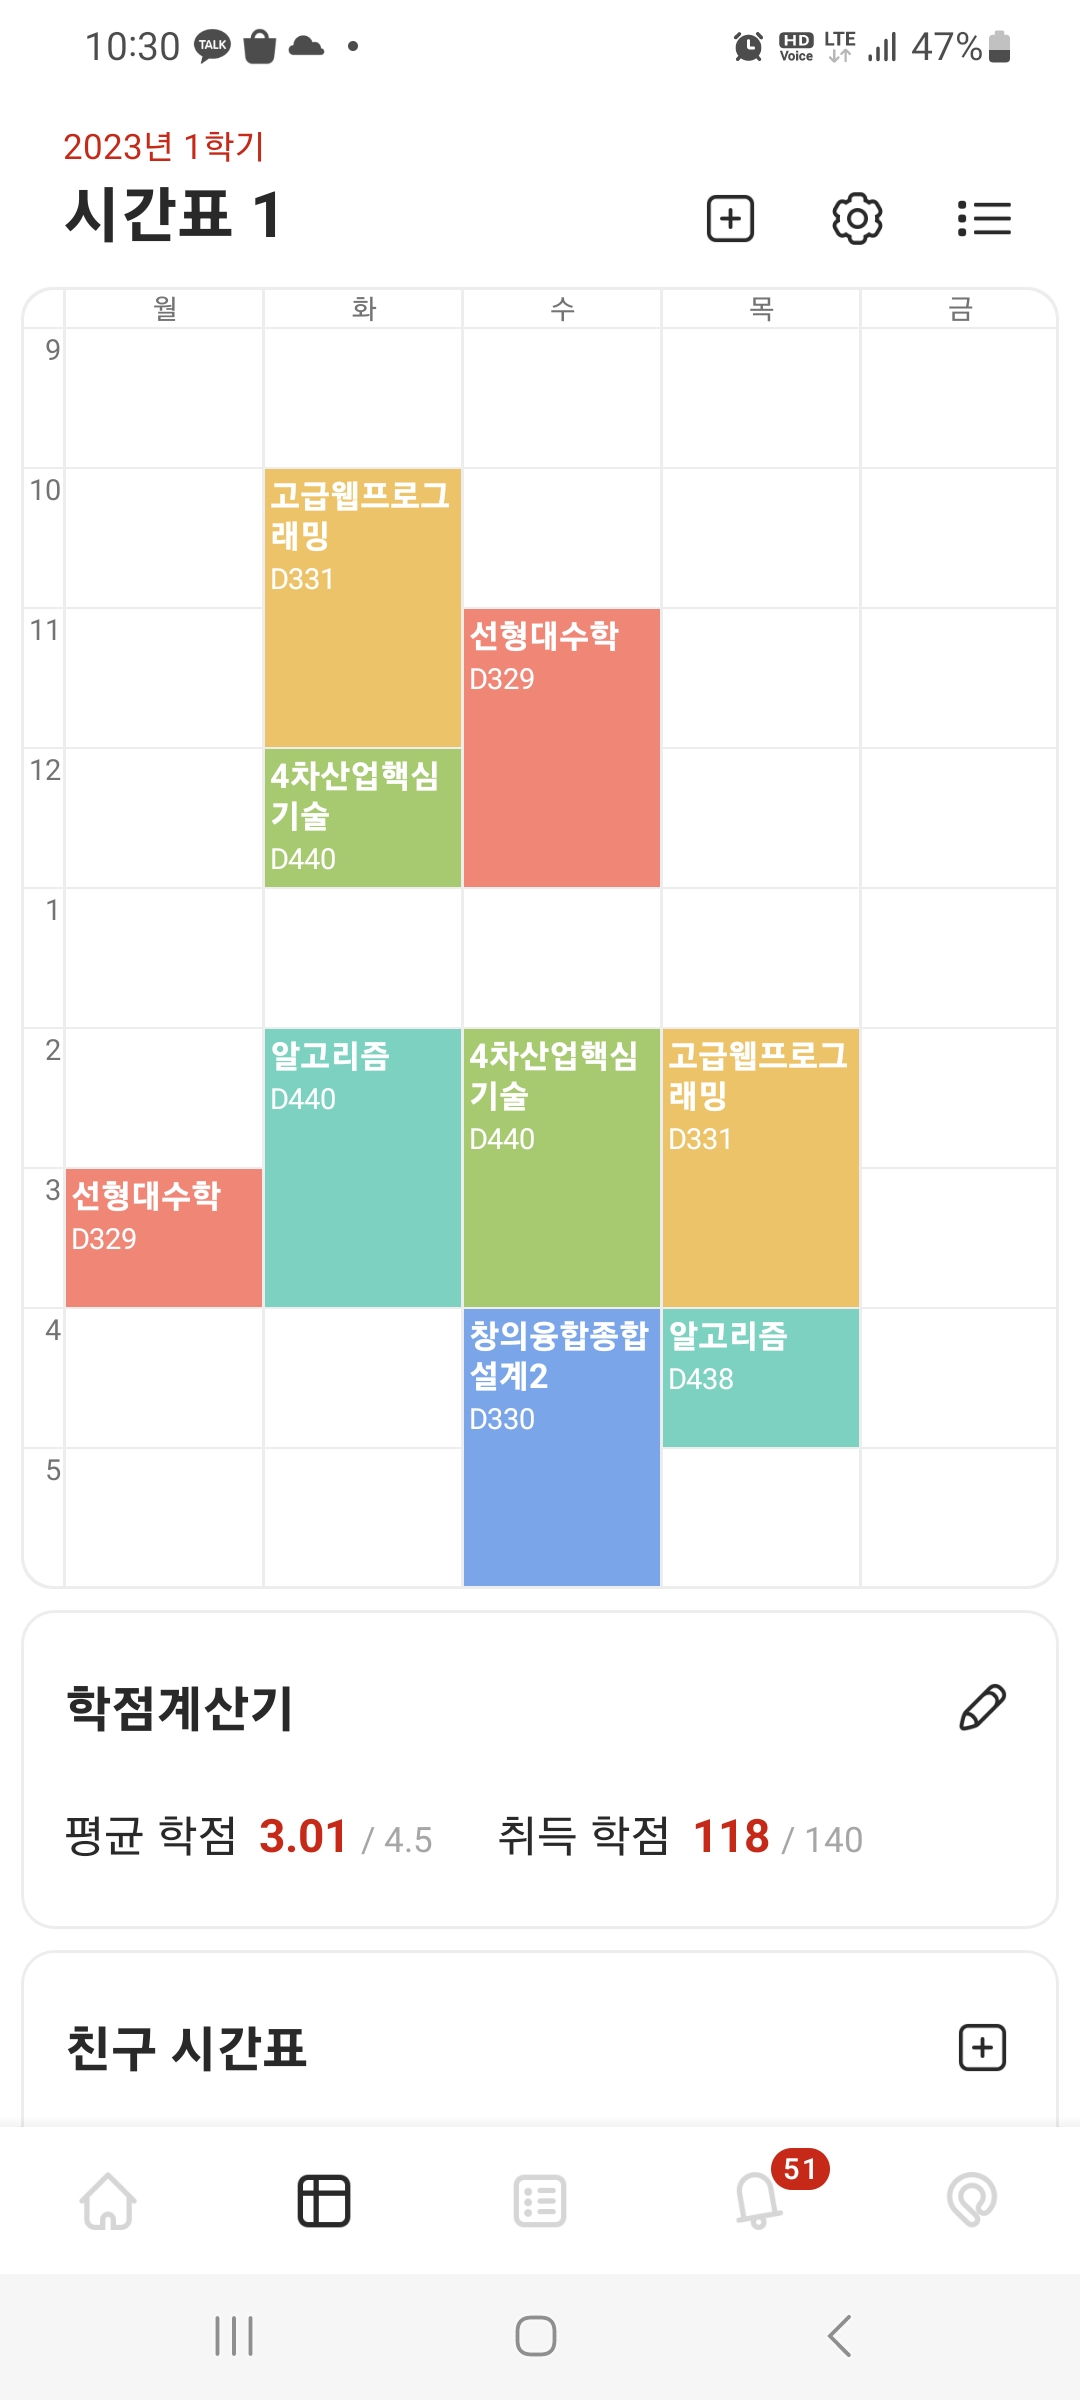 10:30 TALK HD Voice LTE 47%
2023년 1학기
시간표 1
월 화 수 목 금
9
10
고급웹프로그
래밍
D331
11
선형대수학
D329
12
4차산업핵심
기술
D440
1
2
알고리즘
D440
4차산업핵심
기술
D440
고급웹프로그
래밍
D331
3
선형대수학
D329
4
창의융합종합
설계2
D330
알고리즘
D438
5
학점계산기
평균 학점 3.01 / 4.5 취득 학점 118 / 140
친구 시간표
51